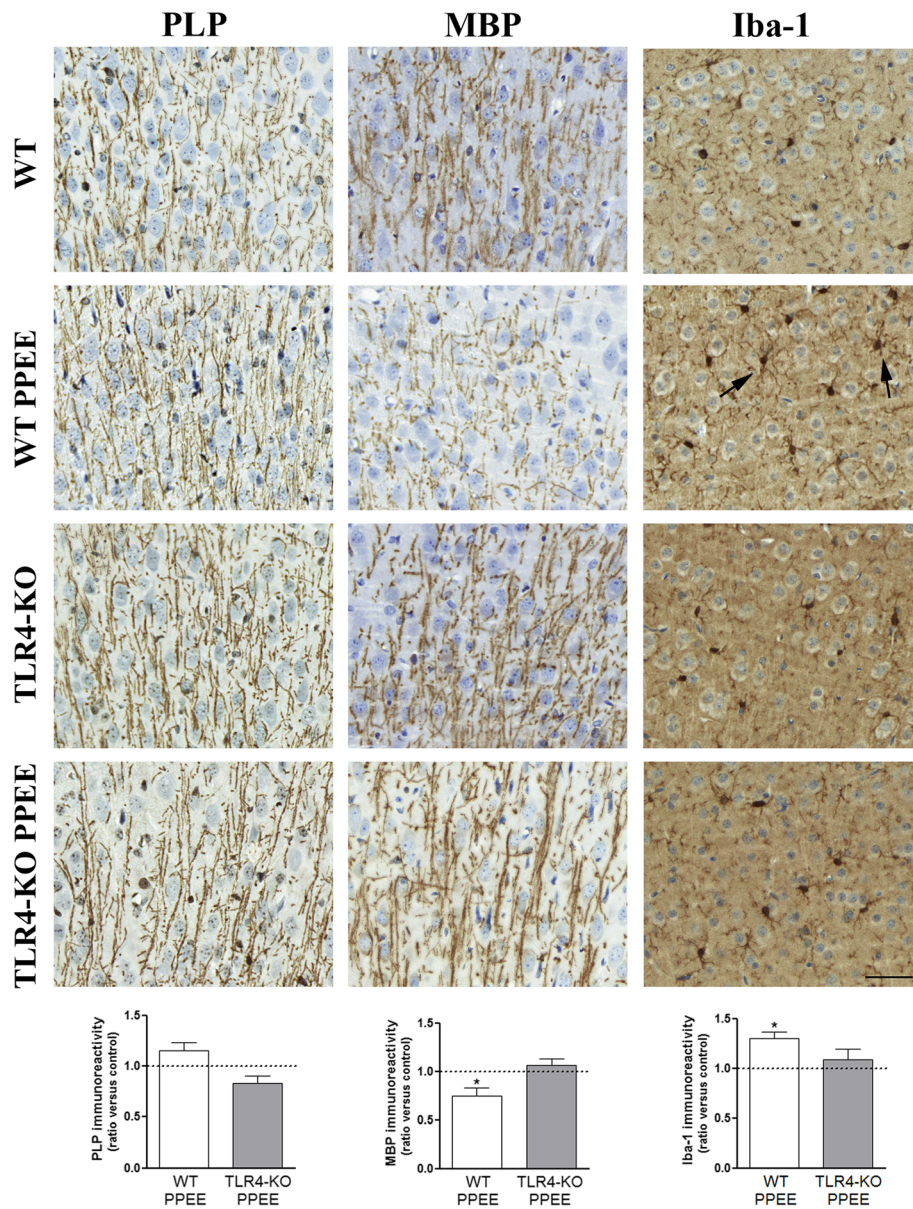 PLP MBP Iba-1
WT
WT PPEE
TLR4-KO
TLR4-KO PPEE
PLP immunoreactivity
(ratio versus control)
1.5
1.0
0.5
0.0
WT
PPEE
TLR4-KO
PPEE
MBP immunoreactivity
(ratio versus control)
1.5
1.0
0.5
0.0
*
WT
PPEE
TLR4-KO
PPEE
Iba-1 immunoreactivity
(ratio versus control)
1.5
1.0
0.5
0.0
*
WT
PPEE
TLR4-KO
PPEE